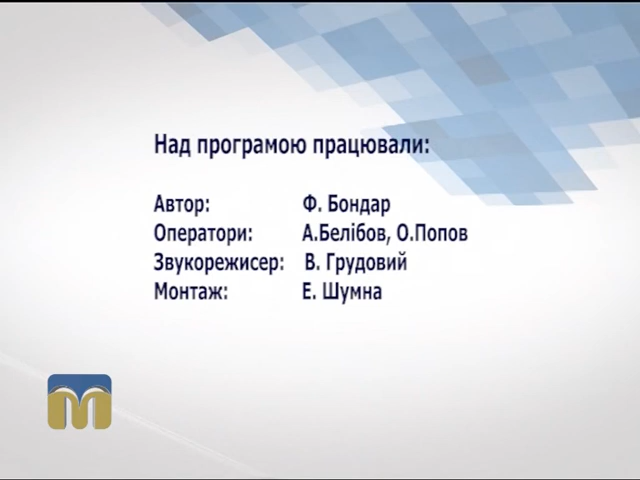 Над програмою працювали:
Автор: Ф. Бондар
Оператори: А.Белібов, О.Попов
Звукорежисер: В. Грудовий
Монтаж: Е. Шумна